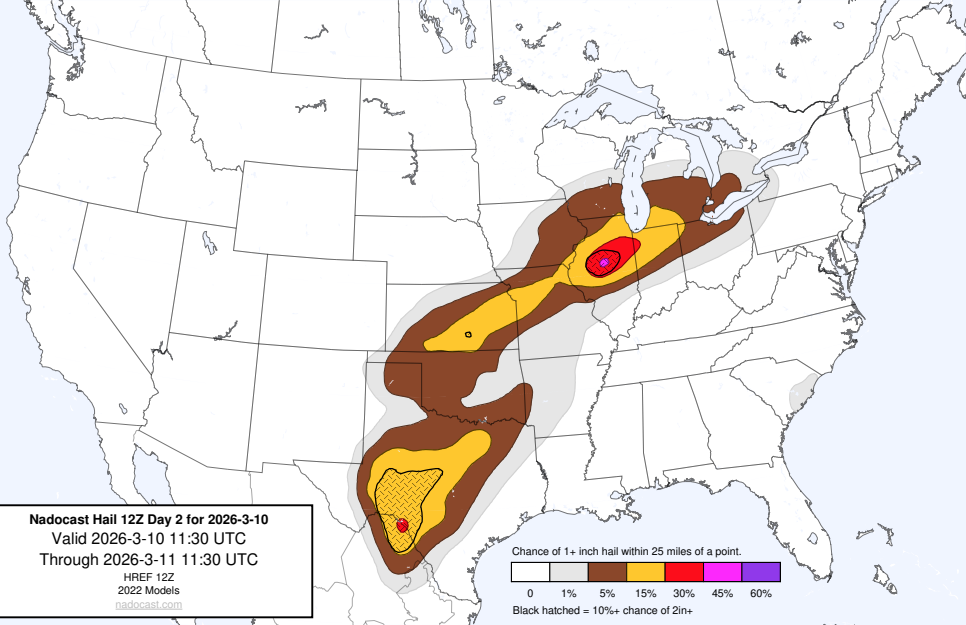 Nadocast Hail 12Z Day 2 for 2026-3-10
Valid 2026-3-10 11:30 UTC
Through 2026-3-11 11:30 UTC
HREF 12Z
2022 Models
nadocast.com
Chance of 1+ inch hail within 25 miles of a point.
0 1% 5% 15% 30% 45% 60%
Black hatched = 10%+ chance of 2in+